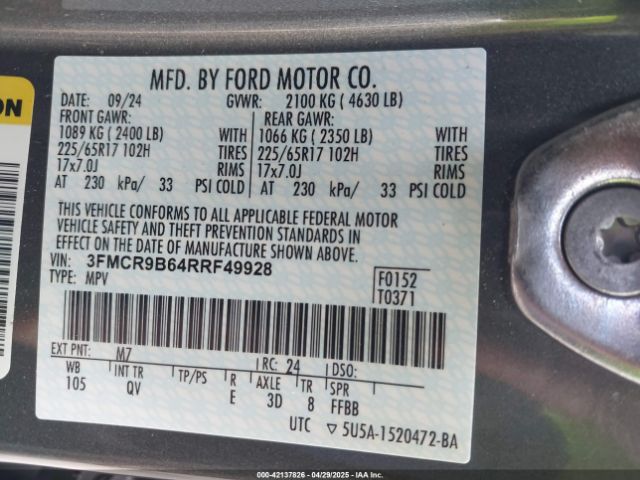 ON
MFD. BY FORD MOTOR CO.
DATE: 09/24 GVWR: 2100 KG ( 4630 LB)
FRONT GAWR: REAR GAWR:
1089 KG ( 2400 LB) WITH 1066 KG ( 2350 LB) WITH
225/65R17 102H TIRES 225/65R17 102H TIRES
17x7.0J RIMS 17x7.0J RIMS
AT 230 kPa/ 33 PSI COLD AT 230 kPa/ 33 PSI COLD
THIS VEHICLE CONFORMS TO ALL APPLICABLE FEDERAL MOTOR
VEHICLE SAFETY AND THEFT PREVENTION STANDARDS IN
EFFECT ON THE DATE OF MANUFACTURE SHOWN ABOVE.
VIN: 3FMCR9B64RRF49928
TYPE: MPV
F0152
T0371
EXT PNT: M7 RC: 24 DSO:
WB INT TR TP/PS R AXLE TR SPR
105 QV E 3D 8 FFBB
UTC ▽ 5U5A-1520472-BA
000-42137826 - 04/29/2025 - IAAI.COM